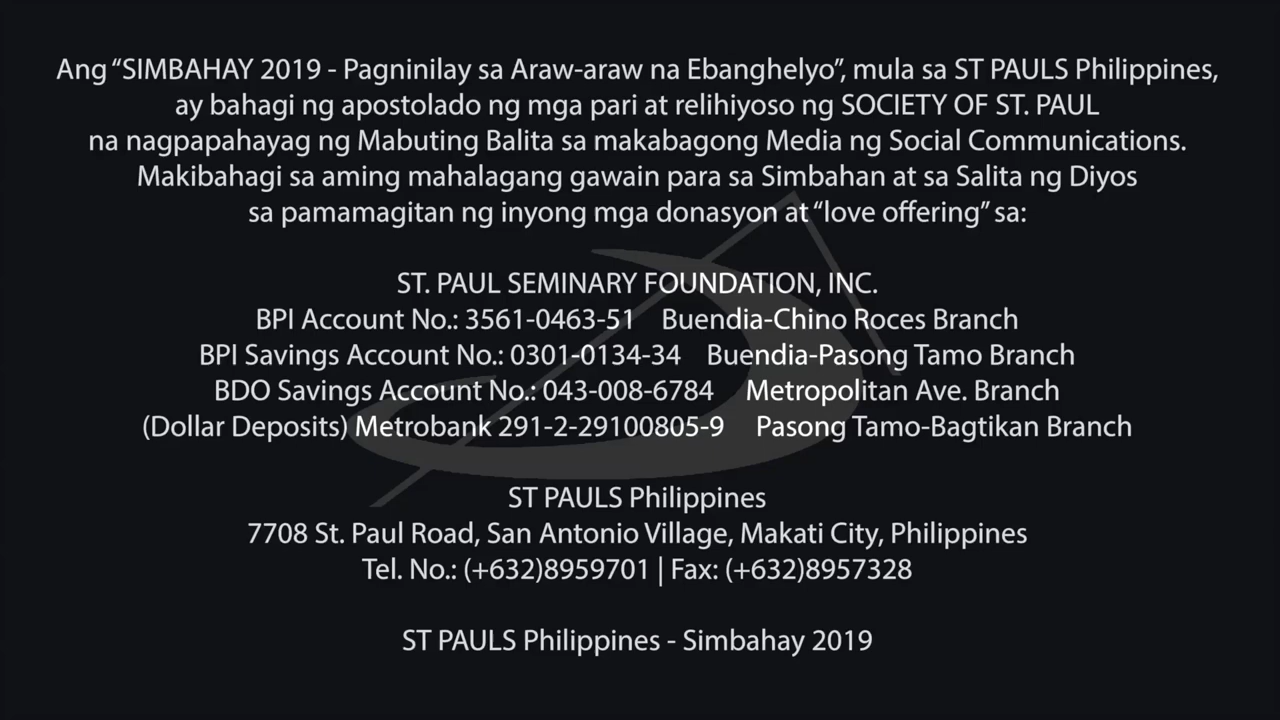 Ang “SIMBAHAY 2019 - Pagninilay sa Araw-araw na Ebanghelyo”, mula sa ST PAULS Philippines,
ay bahagi ng apostolado ng mga pari at relihiyoso ng SOCIETY OF ST. PAUL
na nagpapahayag ng Mabuting Balita sa makabagong Media ng Social Communications.
Makibahagi sa aming mahalagang gawain para sa Simbahan at sa Salita ng Diyos
sa pamamagitan ng inyong mga donasyon at “love offering” sa:
ST. PAUL SEMINARY FOUNDATION, INC.
BPI Account No.: 3561-0463-51 Buendia-Chino Roces Branch
BPI Savings Account No.: 0301-0134-34 Buendia-Pasong Tamo Branch
BDO Savings Account No.: 043-008-6784 Metropolitan Ave. Branch
(Dollar Deposits) Metrobank 291-2-29100805-9 Pasong Tamo-Bagtikan Branch
ST PAULS Philippines
7708 St. Paul Road, San Antonio Village, Makati City, Philippines
Tel. No.: (+632)8959701 | Fax: (+632)8957328
ST PAULS Philippines - Simbahay 2019